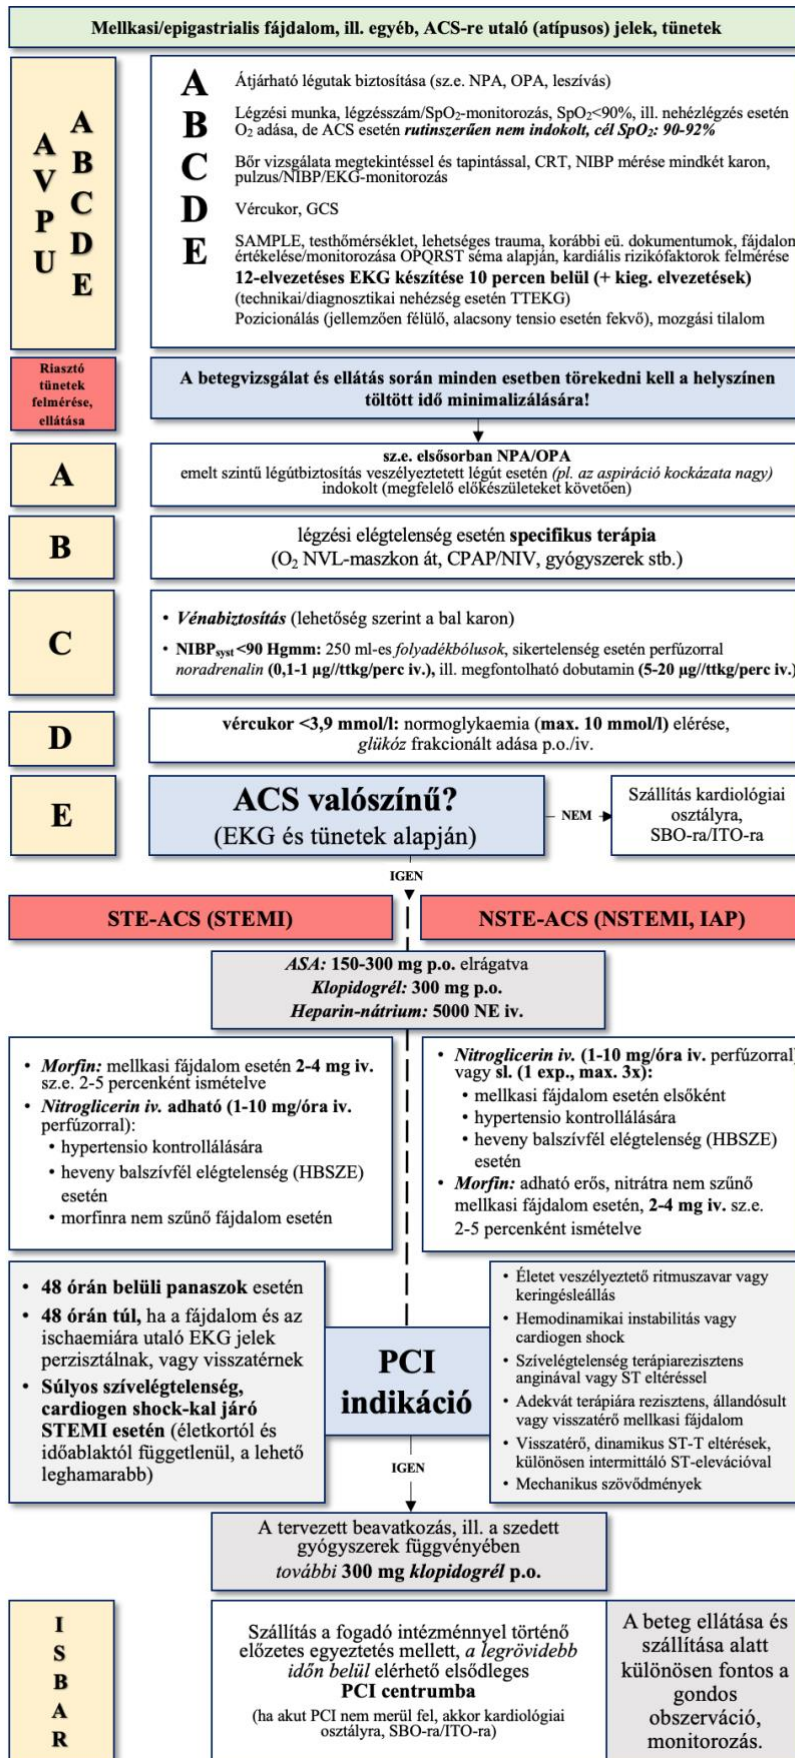 Mellkasi/epigastrialis fájdalom, ill. egyéb, ACS-re utaló (atípusos) jelek, tünetek
A
V
P
U
A
B
C
D
E
A
Átjárható légutak biztosítása (sz.e. NPA, OPA, leszívás)
B
Légzési munka, légzésszám/SpO₂-monitorozás, SpO₂<90%, ill. nehézlégzés esetén
O₂ adása, de ACS esetén rutinszerűen nem indokolt, cél SpO₂: 90-92%
C
Bőr vizsgálata megtekintéssel és tapintással, CRT, NIBP mérése mindkét karon,
pulzus/NIBP/EKG-monitorozás
D
Vércukor, GCS
E
SAMPLE, testhőmérséklet, lehetséges trauma, korábbi eü. dokumentumok, fájdalom
értékelése/monitorozása OPQRST séma alapján, kardiális rizikófaktorok felmérése
12-elvezetéses EKG készítése 10 percen belül (+ kieg. elvezetések)
(technikai/diagnosztikai nehézség esetén TTEKG)
Pozicionálás (jellemzően félülő, alacsony tensio esetén fekvő), mozgási tilalom
Riasztó
tünetek
felmérése,
ellátása
A betegvizsgálat és ellátás során minden esetben törekedni kell a helyszínen
töltött idő minimalizálására!
A
sz.e. elsősorban NPA/OPA
emelt szintű légútbiztosítás veszélyeztetett légút esetén (pl. az aspiráció kockázata nagy)
indokolt (megfelelő előkészületeket követően)
B
légzési elégtelenség esetén specifikus terápia
(O₂ NVL-maszkon át, CPAP/NIV, gyógyszerek stb.)
C
• Vénabiztosítás (lehetőség szerint a bal karon)
• NIBPsyst<90 Hgmm: 250 ml-es folyadékbólusok, sikertelenség esetén perfúzorral
noradrenalin (0,1-1 µg//ttkg/perc iv.), ill. megfontolható dobutamin (5-20 µg//ttkg/perc iv.)
D
vércukor <3,9 mmol/l: normoglykaemia (max. 10 mmol/l) elérése,
glükóz frakcionált adása p.o./iv.
E
ACS valószínű?
(EKG és tünetek alapján)
NEM
Szállítás kardiológiai
osztályra,
SBO-ra/ITO-ra
IGEN
STE-ACS (STEMI)
NSTE-ACS (NSTEMI, IAP)
ASA: 150-300 mg p.o. elrágatva
Klopidogrél: 300 mg p.o.
Heparin-nátrium: 5000 NE iv.
• Morfin: mellkasi fájdalom esetén 2-4 mg iv.
sz.e. 2-5 percenként ismételve
• Nitroglicerin iv. adható (1-10 mg/óra iv.
perfúzorral):
• hypertensio kontrollálására
• heveny balszívfél elégtelenség (HBSZE)
esetén
• morfinra nem szűnő fájdalom esetén
• Nitroglicerin iv. (1-10 mg/óra iv. perfúzorral)
vagy sl. (1 exp., max. 3x):
• mellkasi fájdalom esetén elsőként
• hypertensio kontrollálására
• heveny balszívfél elégtelenség (HBSZE)
esetén
• Morfin: adható erős, nitrátra nem szűnő
mellkasi fájdalom esetén, 2-4 mg iv. sz.e.
2-5 percenként ismételve
• 48 órán belüli panaszok esetén
• 48 órán túl, ha a fájdalom és az
ischaemiára utaló EKG jelek
perzisztálnak, vagy visszatérnek
• Súlyos szívelégtelenség,
cardiogen shock-kal járó
STEMI esetén (életkortól és
időablaktól függetlenül, a lehető
leghamarabb)
PCI
indikáció
• Életet veszélyeztető ritmuszavar vagy
keringésleállás
• Hemodinamikai instabilitás vagy
cardiogen shock
• Szívelégtelenség terápiarezisztens
anginával vagy ST eltéréssel
• Adekvát terápiára rezisztens, állandósult
vagy visszatérő mellkasi fájdalom
• Visszatérő, dinamikus ST-T eltérések,
különösen intermittáló ST-elevációval
• Mechanikus szövődmények
IGEN
A tervezett beavatkozás, ill. a szedett
gyógyszerek függvényében
további 300 mg klopidogrél p.o.
I
S
B
A
R
Szállítás a fogadó intézménnyel történő
előzetes egyeztetés mellett, a legrövidebb
időn belül elérhető elsődleges
PCI centrumba
(ha akut PCI nem merül fel, akkor kardiológiai
osztályra, SBO-ra/ITO-ra)
A beteg ellátása és
szállítása alatt
különösen fontos a
gondos
obszerváció,
monitorozás.